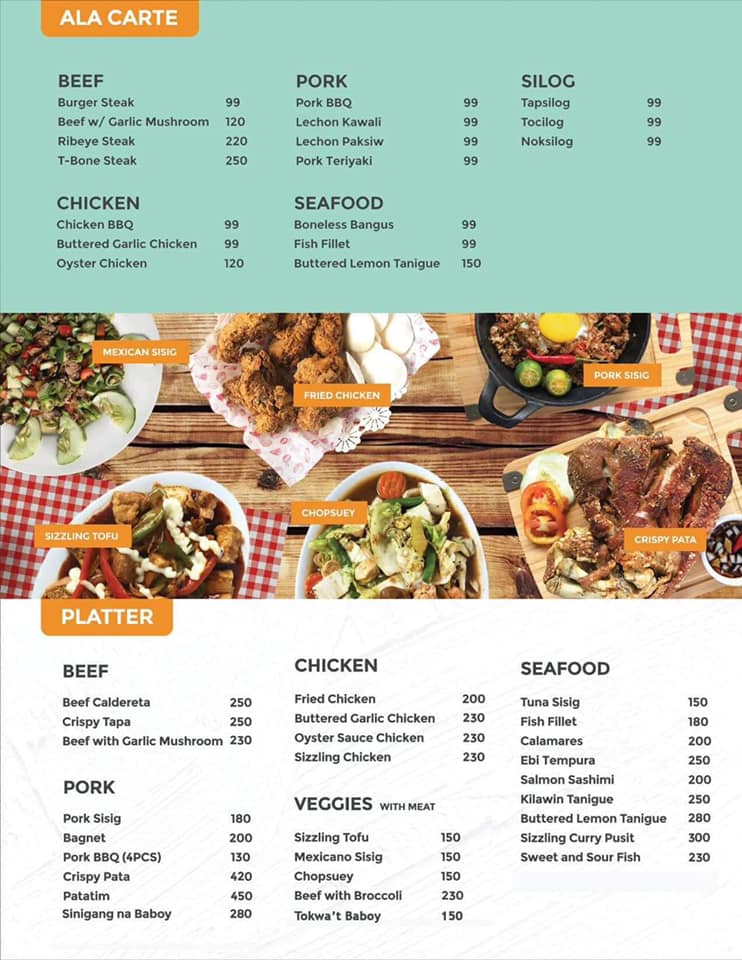 ALA CARTE
BEEF
Burger Steak 99
Beef w/ Garlic Mushroom 120
Ribeye Steak 220
T-Bone Steak 250
PORK
Pork BBQ 99
Lechon Kawali 99
Lechon Paksiw 99
Pork Teriyaki 99
SILOG
Tapsilog 99
Tocilog 99
Noksilog 99
CHICKEN
Chicken BBQ 99
Buttered Garlic Chicken 99
Oyster Chicken 120
SEAFOOD
Boneless Bangus 99
Fish Fillet 99
Buttered Lemon Tanigue 150
MEXICAN SISIG
FRIED CHICKEN
PORK SISIG
SIZZLING TOFU
CHOPSUEY
CRISPY PATA
PLATTER
BEEF
Beef Caldereta 250
Crispy Tapa 250
Beef with Garlic Mushroom 230
PORK
Pork Sisig 180
Bagnet 200
Pork BBQ (4PCS) 130
Crispy Pata 420
Patatim 450
Sinigang na Baboy 280
CHICKEN
Fried Chicken 200
Buttered Garlic Chicken 230
Oyster Sauce Chicken 230
Sizzling Chicken 230
VEGGIES WITH MEAT
Sizzling Tofu 150
Mexicano Sisig 150
Chopsuey 150
Beef with Broccoli 230
Tokwa't Baboy 150
SEAFOOD
Tuna Sisig 150
Fish Fillet 180
Calamares 200
Ebi Tempura 250
Salmon Sashimi 200
Kilawin Tanigue 250
Buttered Lemon Tanigue 280
Sizzling Curry Pusit 300
Sweet and Sour Fish 230